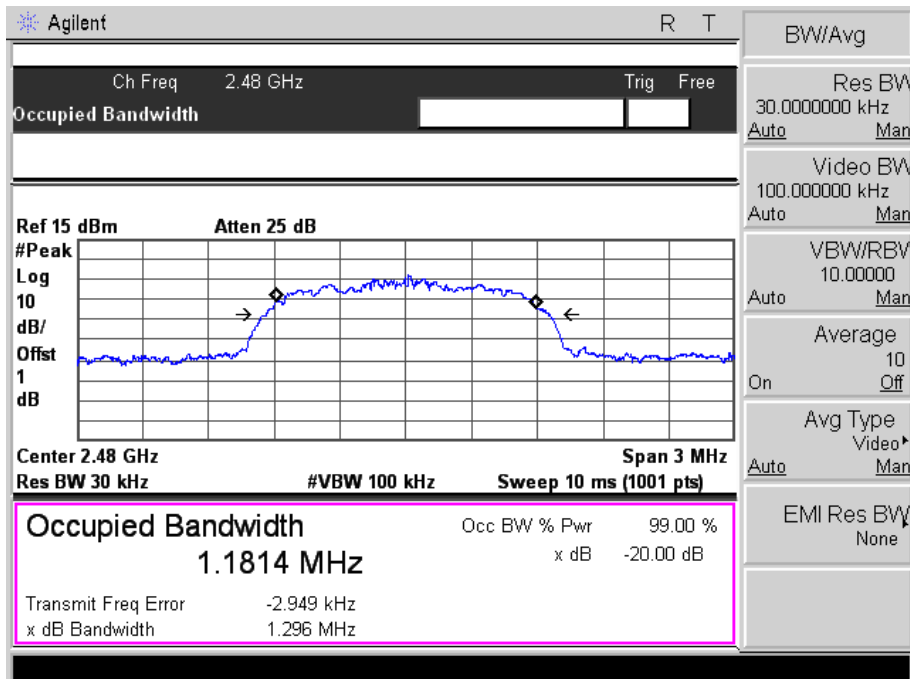 Agilent R T
Ch Freq 2.48 GHz Trig Free
Occupied Bandwidth
Ref 15 dBm Atten 25 dB
#Peak
Log
10
dB/
Offst
1
dB
Center 2.48 GHz Span 3 MHz
Res BW 30 kHz #VBW 100 kHz Sweep 10 ms (1001 pts)
Occupied Bandwidth
1.1814 MHz
Occ BW % Pwr 99.00 %
x dB -20.00 dB
Transmit Freq Error -2.949 kHz
x dB Bandwidth 1.296 MHz
BW/Avg
Res BW
30.0000000 kHz
Auto Man
Video BW
100.000000 kHz
Auto Man
VBW/RBW
10.00000
Auto Man
Average
10
On Off
Avg Type
Video
Auto Man
EMI Res BW
None